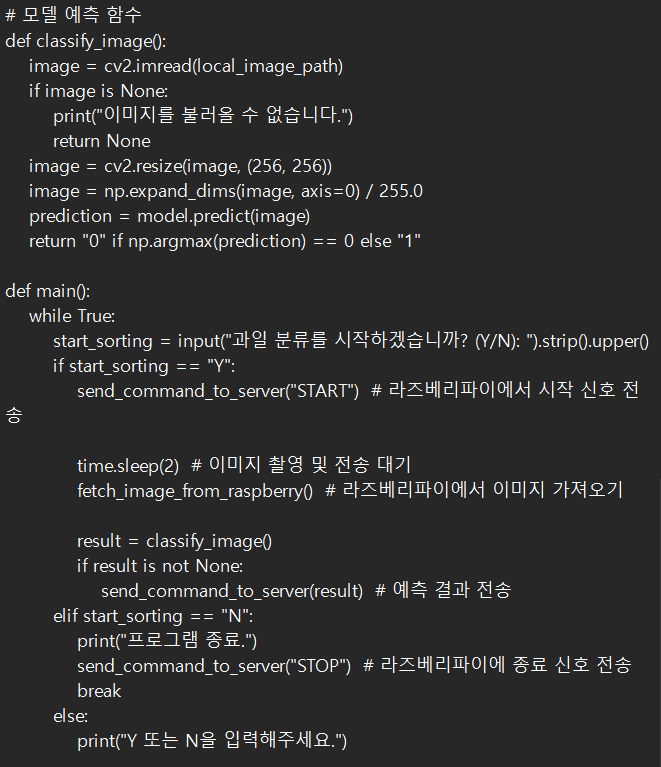 # 모델 예측 함수
def classify_image():
    image = cv2.imread(local_image_path)
    if image is None:
        print("이미지를 불러올 수 없습니다.")
        return None
    image = cv2.resize(image, (256, 256))
    image = np.expand_dims(image, axis=0) / 255.0
    prediction = model.predict(image)
    return "0" if np.argmax(prediction) == 0 else "1"

def main():
    while True:
        start_sorting = input("과일 분류를 시작하겠습니까? (Y/N): ").strip().upper()
        if start_sorting == "Y":
            send_command_to_server("START")  # 라즈베리파이에서 시작 신호 전
송

            time.sleep(2)  # 이미지 촬영 및 전송 대기
            fetch_image_from_raspberry()  # 라즈베리파이에서 이미지 가져오기

            result = classify_image()
            if result is not None:
                send_command_to_server(result)  # 예측 결과 전송
        elif start_sorting == "N":
            print("프로그램 종료.")
            send_command_to_server("STOP")  # 라즈베리파이에 종료 신호 전송
            break
        else:
            print("Y 또는 N을 입력해주세요.")